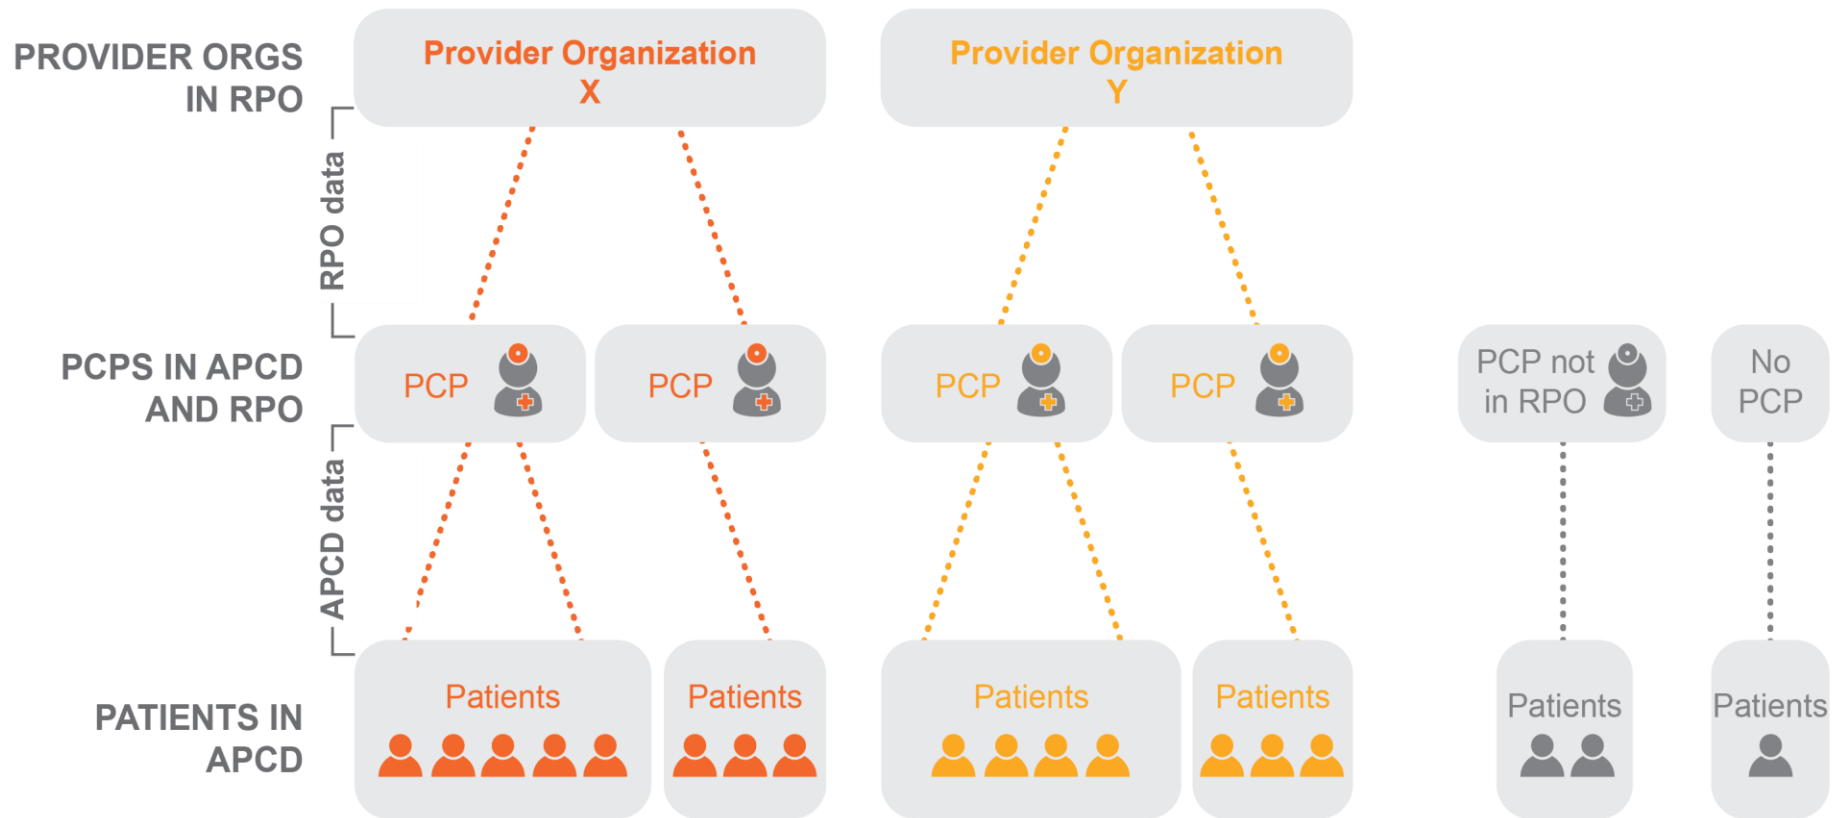 PROVIDER ORGS
IN RPO
Provider Organization
X
Provider Organization
Y
RPO data
PCPS IN APCD
AND RPO
PCP
PCP
PCP
PCP
PCP not
in RPO
No
PCP
APCD data
PATIENTS IN
APCD
Patients
Patients
Patients
Patients
Patients
Patients